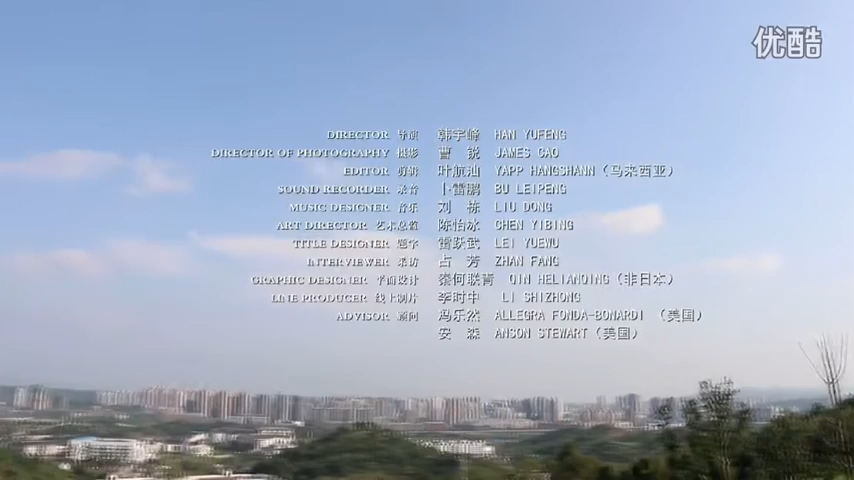 优酷
DIRECTOR 导演 韩宇峰 HAN YUFENG
DIRECTOR OF PHOTOGRAPHY 摄影 曹 锐 JAMES CAO
EDITOR 剪辑 叶航汕 YAPP HANGSHANN（马来西亚）
SOUND RECORDER 录音 卜雷鹏 BU LEIPENG
MUSIC DESIGNER 音乐 刘 栋 LIU DONG
ART DIRECTOR 艺术总监 陈怡冰 CHEN YIBING
TITLE DESIGNER 题字 雷跃武 LEI YUEWU
INTERVIEWER 采访 占 芳 ZHAN FANG
GRAPHIC DESIGNER 平面设计 秦何联青 QIN HELIANQING（非日本）
LINE PRODUCER 线上制片 李时中 LI SHIZHONG
ADVISOR 顾问 冯乐然 ALLEGRA FONDA-BONARDI （美国）
安 森 ANSON STEWART（美国）